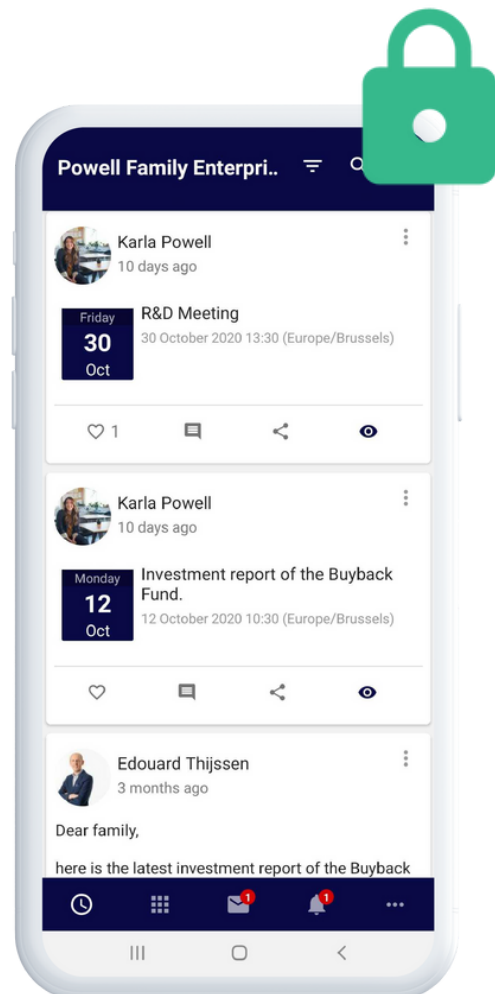 Powell Family Enterpri..
Karla Powell
10 days ago
Friday
30
Oct
R&D Meeting
30 October 2020 13:30 (Europe/Brussels)
1
Karla Powell
10 days ago
Monday
12
Oct
Investment report of the Buyback
Fund.
12 October 2020 10:30 (Europe/Brussels)
Edouard Thijssen
3 months ago
Dear family,
here is the latest investment report of the Buyback
1
1